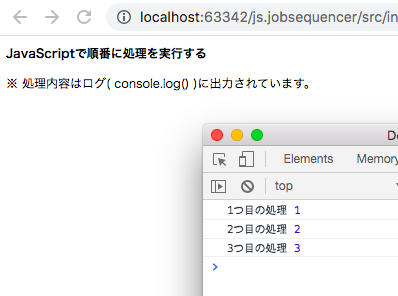 localhost:63342/js.jobsequencer/src/in
JavaScriptで順番に処理を実行する
※ 処理内容はログ( console.log() )に出力されています。
De
Elements Memory
top
1つ目の処理 1
2つ目の処理 2
3つ目の処理 3
>